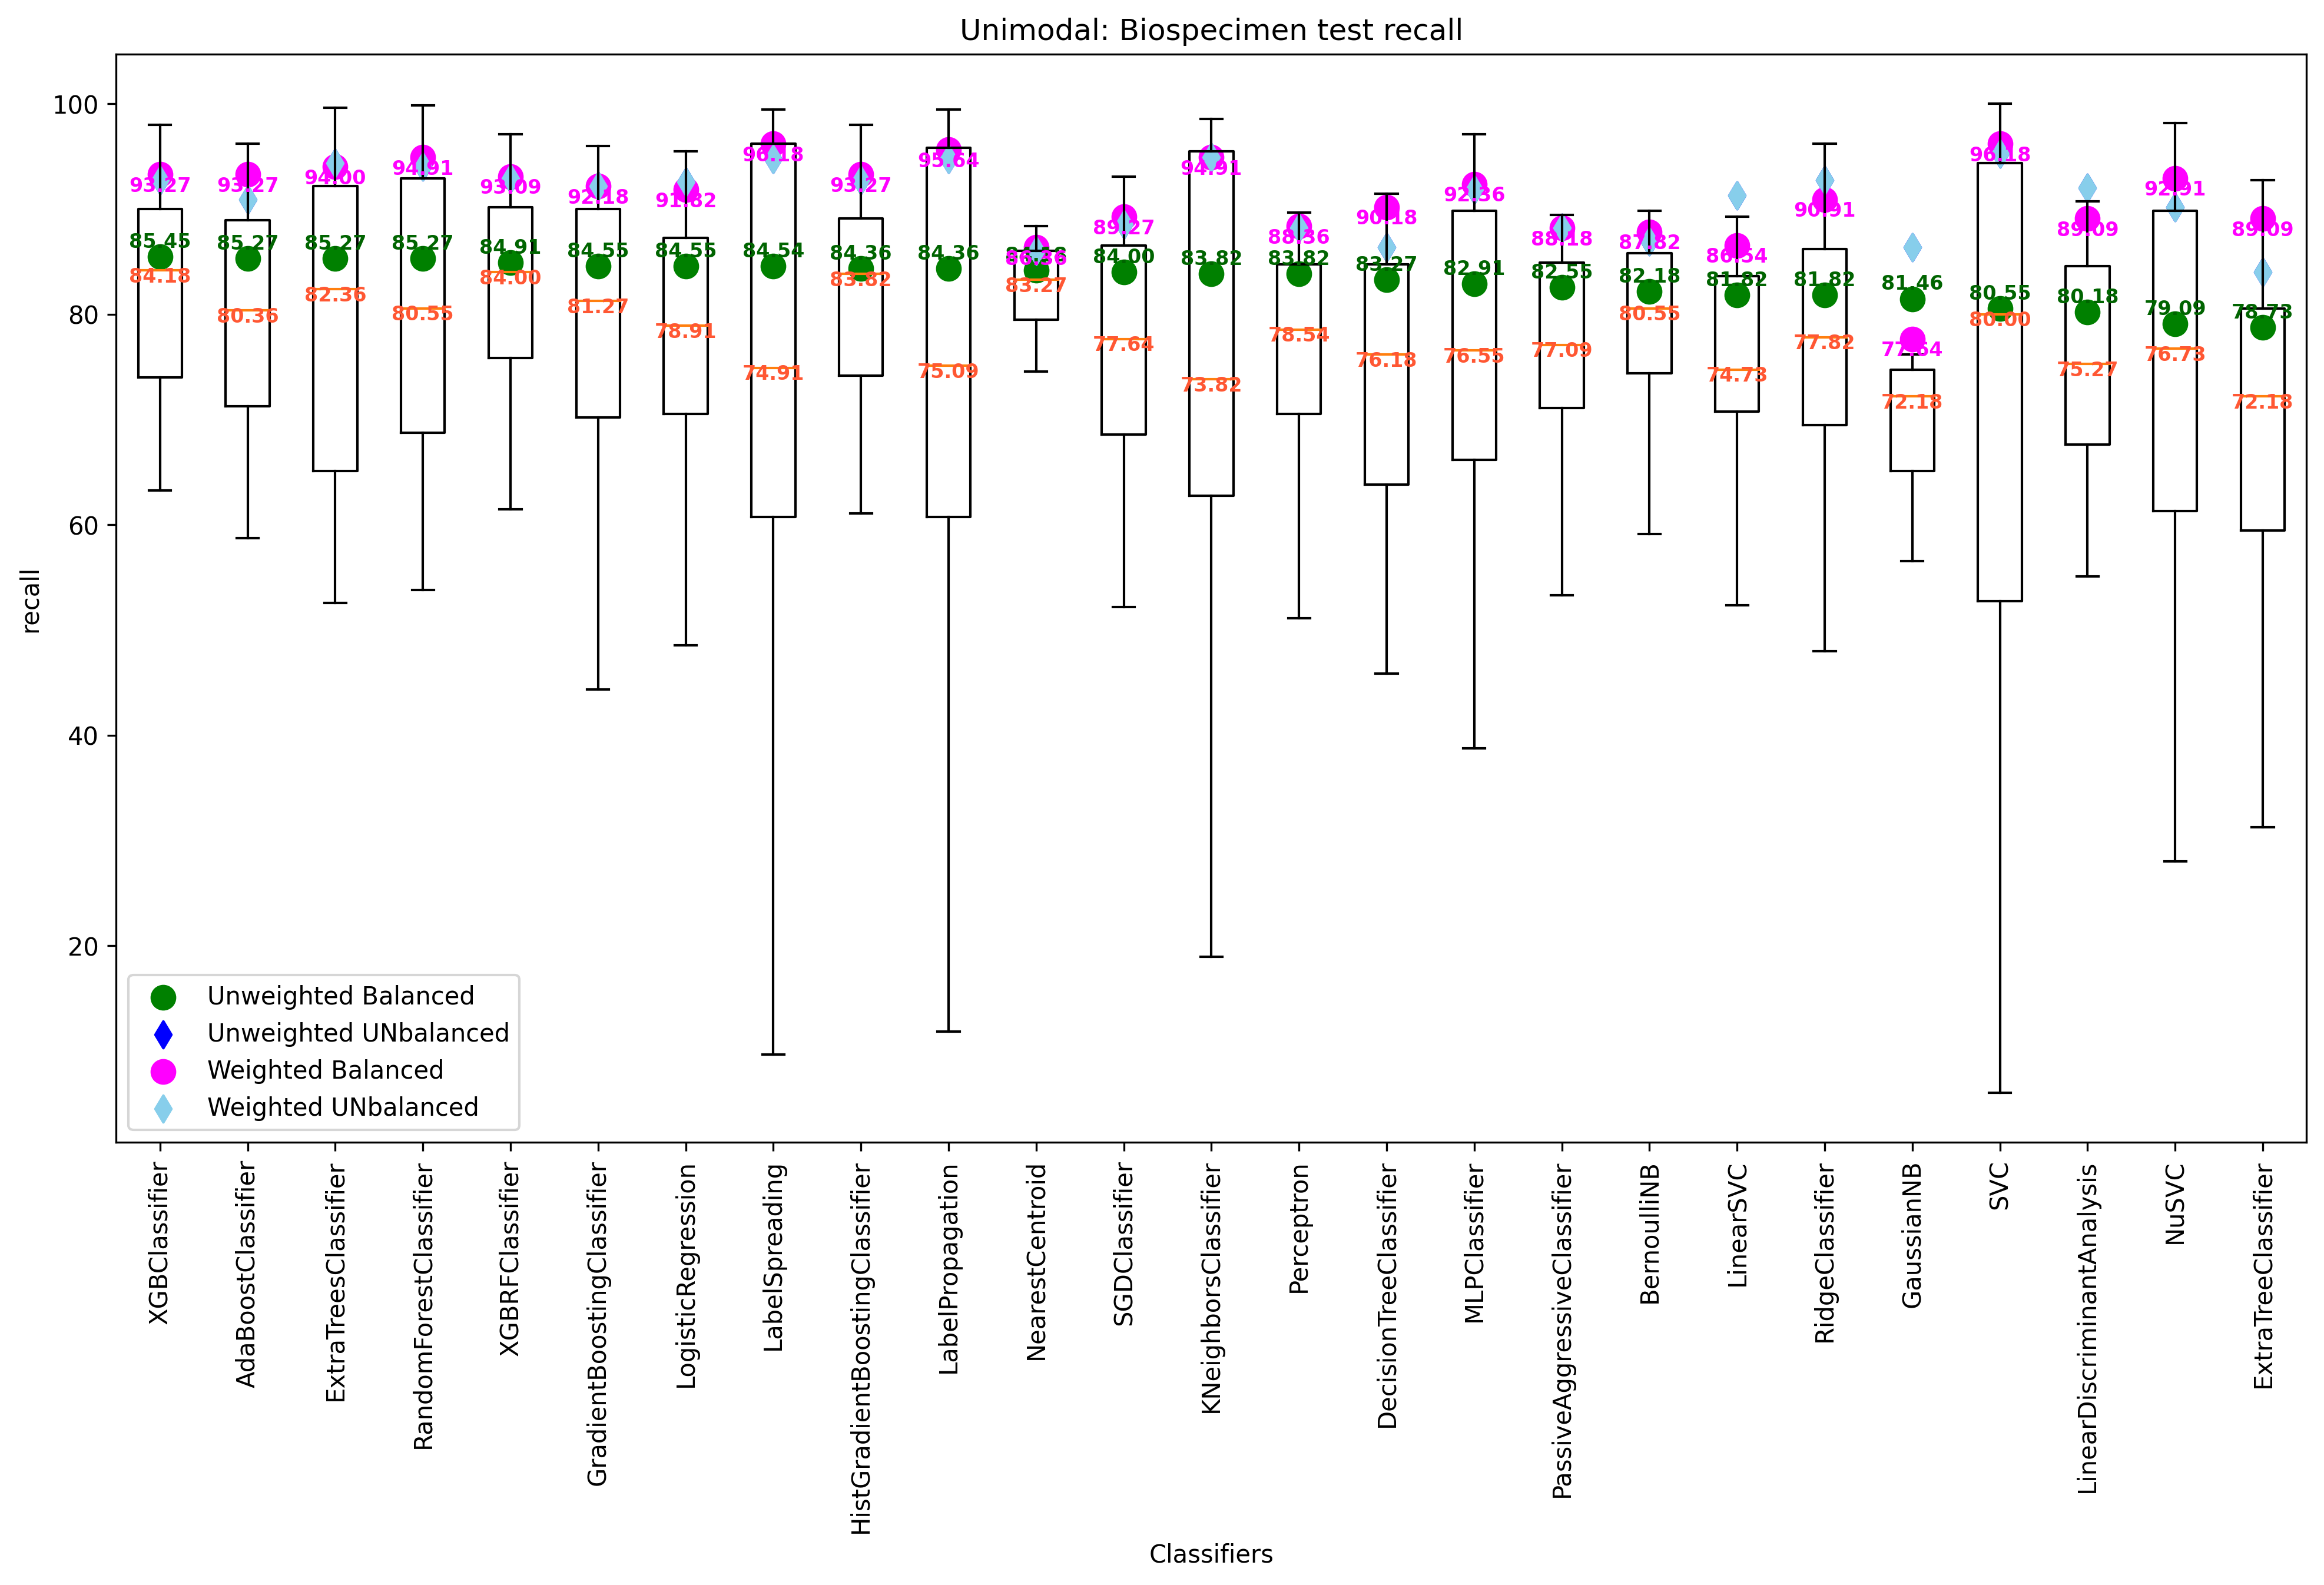 Unimodal: Biospecimen test recall
recall
100
80
60
40
20
93.27
93.27
94.00
94.91
93.09
92.18
91.82
96.18
93.27
95.64
86.36
89.27
94.91
88.36
90.18
92.36
88.18
87.82
86.54
90.91
77.64
96.18
89.09
92.91
89.09
85.45
85.27
85.27
85.27
84.91
84.55
84.55
84.54
84.36
84.36
84.00
83.82
83.82
83.27
82.91
82.55
82.18
81.82
81.82
81.46
80.55
80.18
79.09
78.73
84.18
80.36
82.36
80.55
84.00
81.27
78.91
74.91
83.82
75.09
83.27
77.64
73.82
78.54
76.18
76.55
77.09
80.55
74.73
77.82
72.18
80.00
75.27
76.73
72.18
Unweighted Balanced
Unweighted UNbalanced
Weighted Balanced
Weighted UNbalanced
XGBClassifier
AdaBoostClassifier
ExtraTreesClassifier
RandomForestClassifier
XGBRFClassifier
GradientBoostingClassifier
LogisticRegression
LabelSpreading
HistGradientBoostingClassifier
LabelPropagation
NearestCentroid
SGDClassifier
KNeighborsClassifier
Perceptron
DecisionTreeClassifier
MLPClassifier
PassiveAggressiveClassifier
BernoulliNB
LinearSVC
RidgeClassifier
GaussianNB
SVC
LinearDiscriminantAnalysis
NuSVC
ExtraTreeClassifier
Classifiers